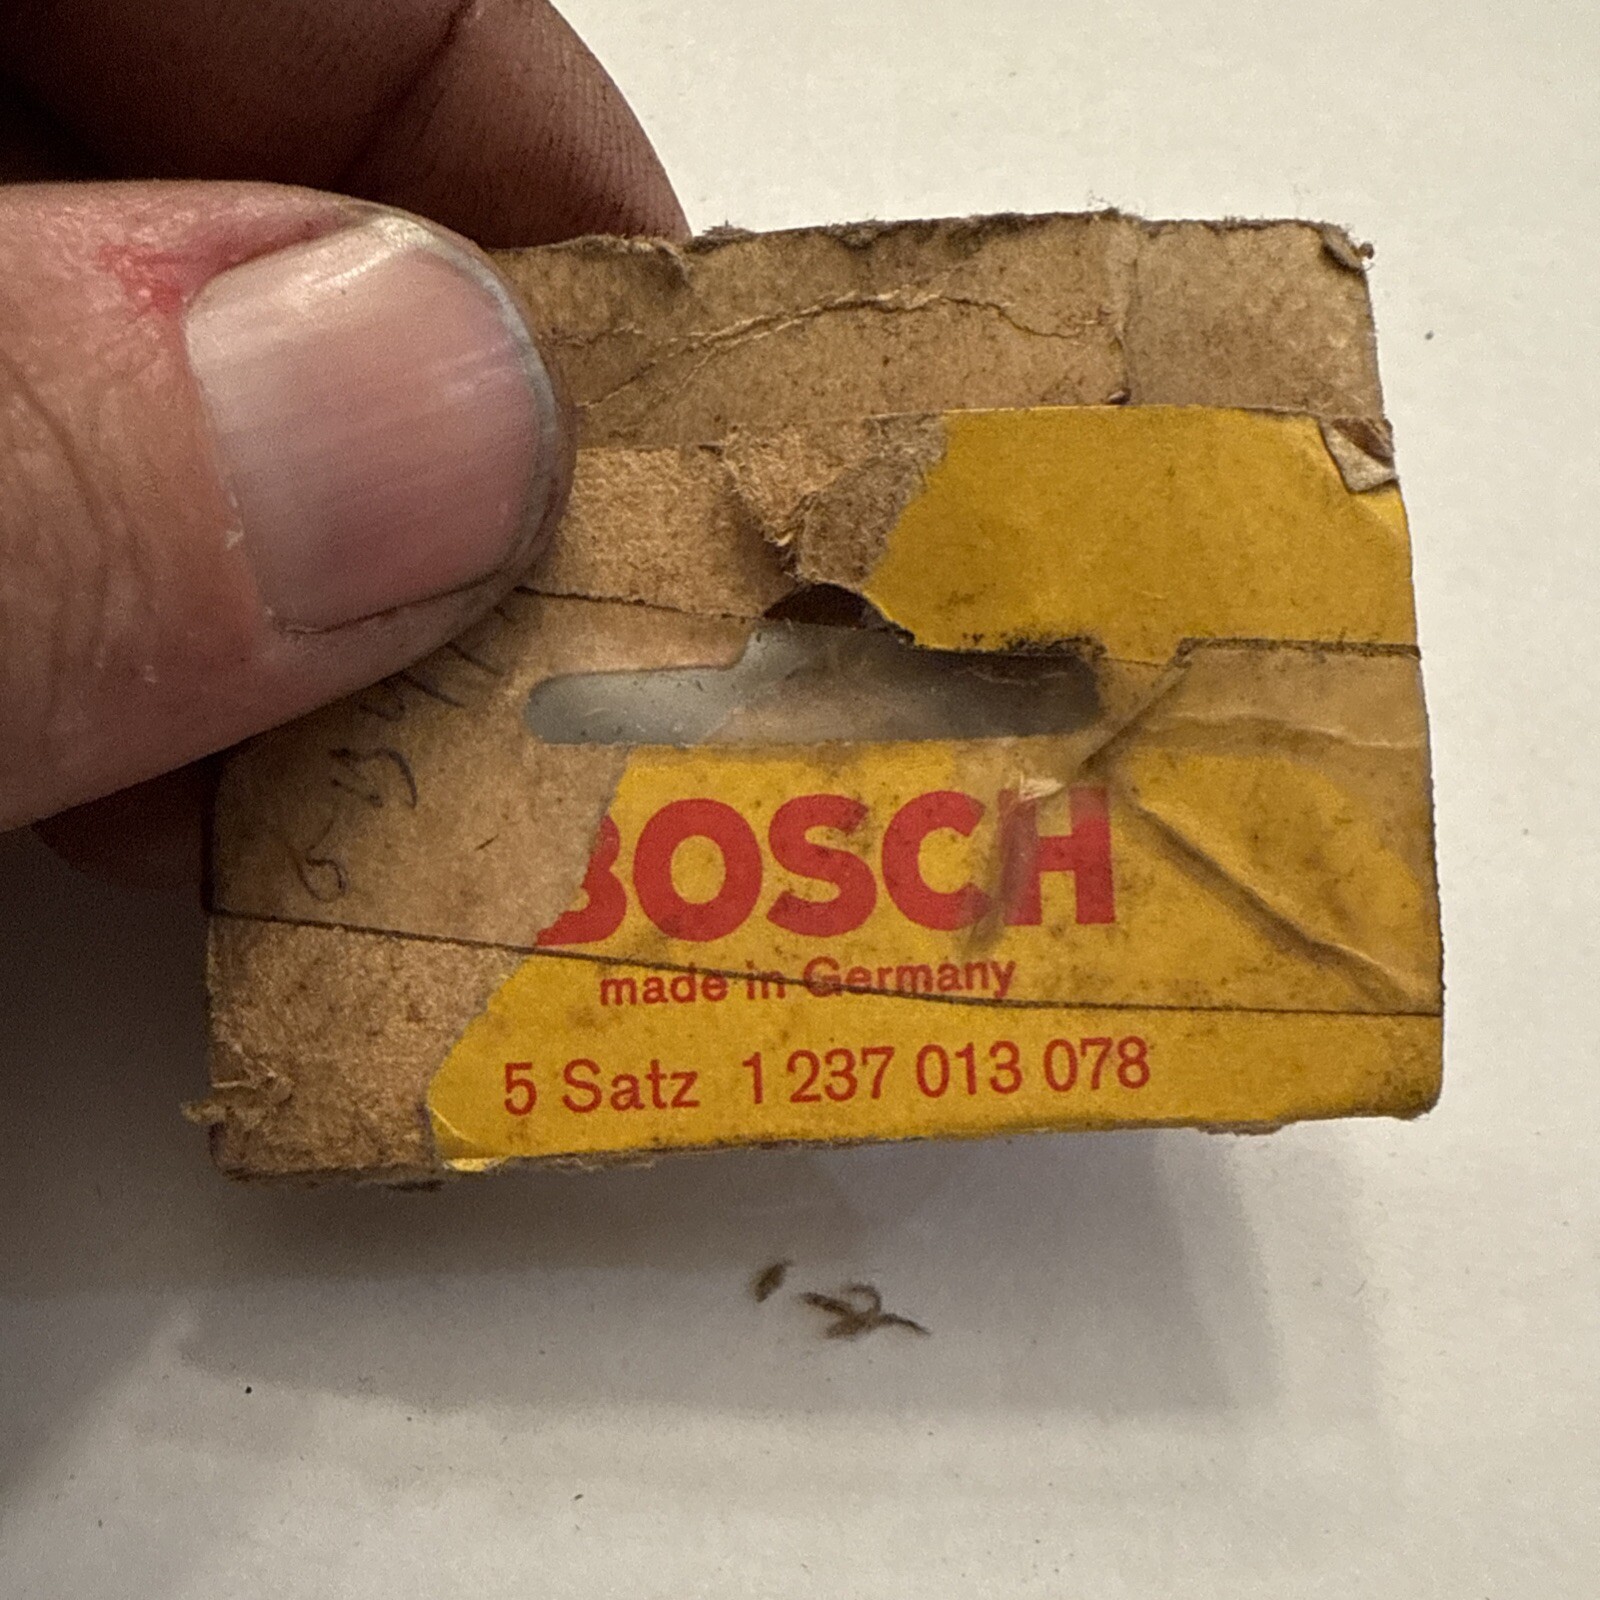 BOSCH
made in Germany
5 Satz 1 237 013 078